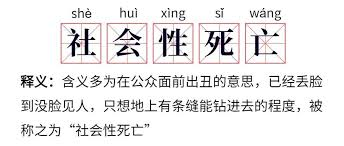 shè huì xìng sǐ wáng
社会性死亡
释义：含义多为在公众面前出丑的意思，已经丢脸
到没脸见人，只想地上有条缝能钻进去的程度，被
称之为“社会性死亡”